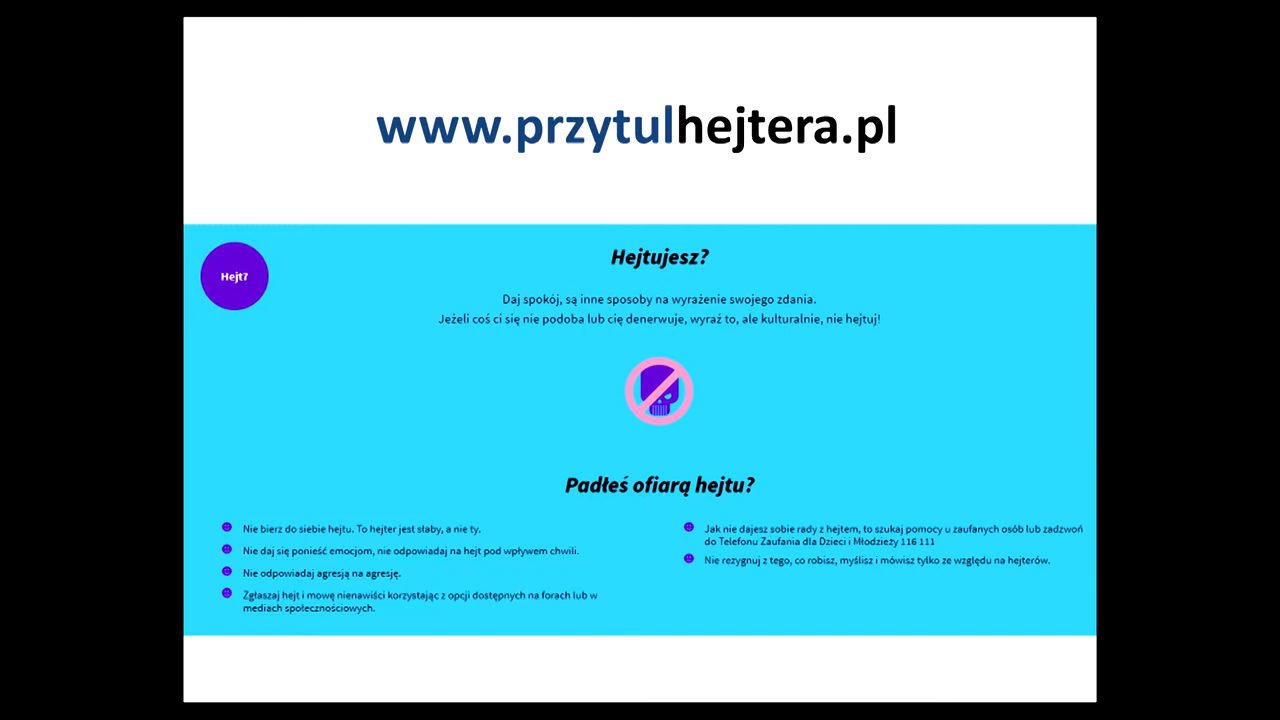 www.przytulhejtera.pl
Hejt?
Hejtujesz?
Daj spokój, są inne sposoby na wyrażenie swojego zdania.
Jeżeli coś ci się nie podoba lub cię denerwuje, wyraź to, ale kulturalnie, nie hejtuj!
Padłeś ofiarą hejtu?
Nie bierz do siebie hejtu. To hejter jest słaby, a nie ty.
Nie daj się ponieść emocjom, nie odpowiadaj na hejt pod wpływem chwili.
Nie odpowiadaj agresją na agresję.
Zgłaszaj hejt i mowę nienawiści korzystając z opcji dostępnych na forach lub w
mediach społecznościowych.
Jak nie dajesz sobie rady z hejtem, to szukaj pomocy u zaufanych osób lub zadzwoń
do Telefonu Zaufania dla Dzieci i Młodzieży 116 111
Nie rezygnuj z tego, co robisz, myślisz i mówisz tylko ze względu na hejterów.